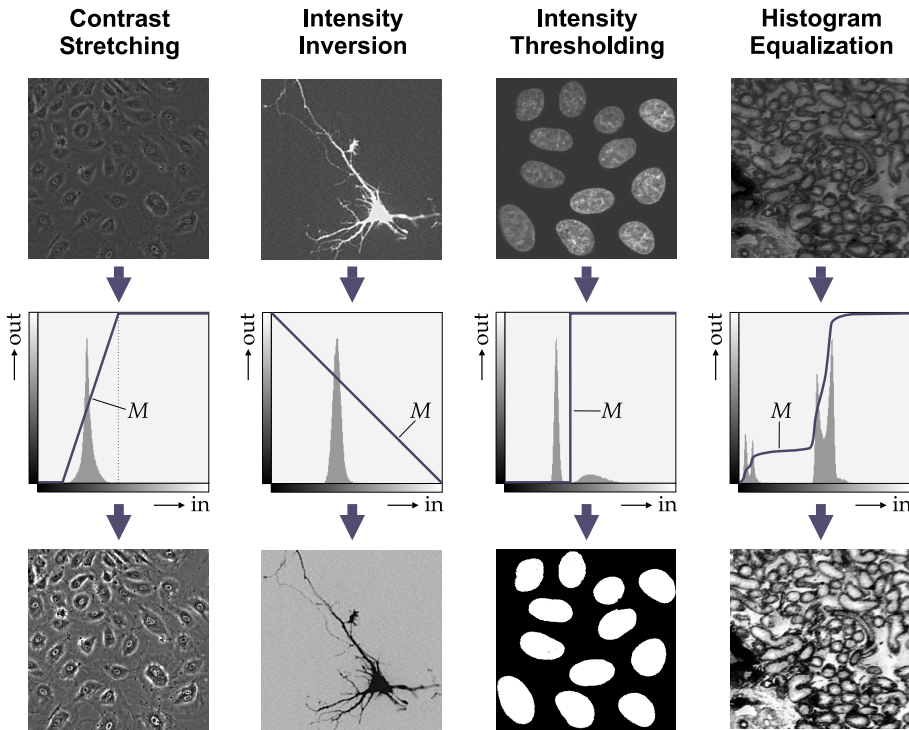 Contrast
Stretching
Intensity
Inversion
Intensity
Thresholding
Histogram
Equalization
out
M
in
out
M
in
out
M
in
out
M
in